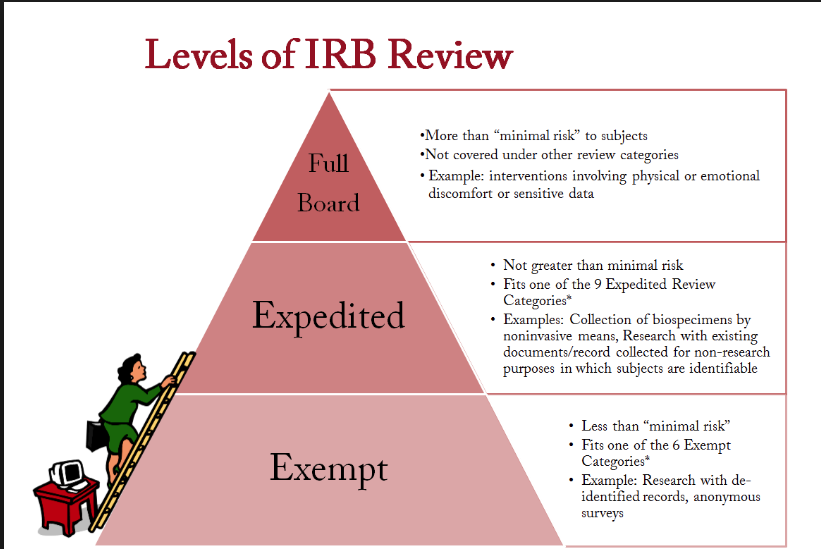 Levels of IRB Review
Full
Board
•More than “minimal risk” to subjects
•Not covered under other review categories
• Example: interventions involving physical or emotional
discomfort or sensitive data
Expedited
• Not greater than minimal risk
• Fits one of the 9 Expedited Review
Categories*
• Examples: Collection of biospecimens by
noninvasive means, Research with existing
documents/record collected for non-research
purposes in which subjects are identifiable
Exempt
• Less than “minimal risk”
• Fits one of the 6 Exempt
Categories*
• Example: Research with de-
identified records, anonymous
surveys